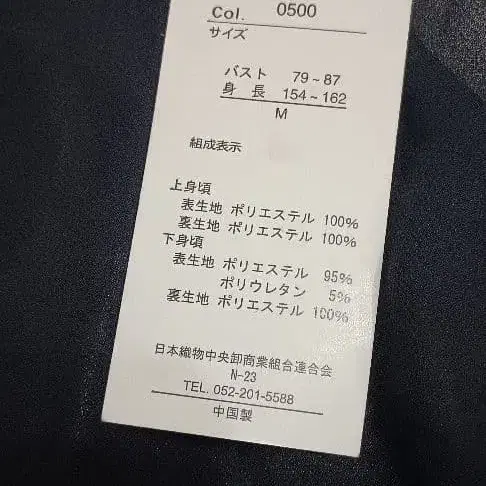 Col. 0500
サイズ
バスト 79~87
身長 154~162
M
組成表示
上身頃
表生地 ポリエステル 100%
裏生地 ポリエステル 100%
下身頃
表生地 ポリエステル 95%
ポリウレタン 5%
裏生地 ポリエステル 100%
日本織物中央卸商業組合連合会
N-23
TEL. 052-201-5588
中国製